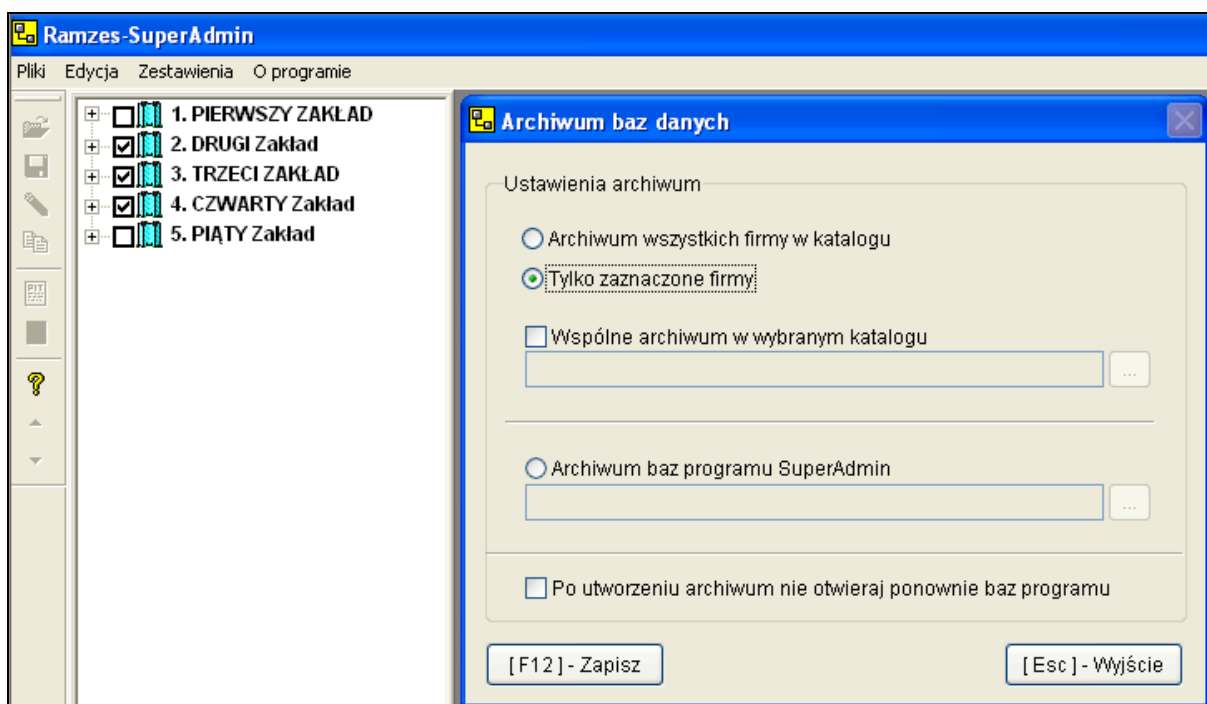 Ramzes-SuperAdmin
Pliki Edycja Zestawienia O programie
1. PIERWSZY ZAKŁAD
2. DRUGI Zakład
3. TRZECI ZAKŁAD
4. CZWARTY Zakład
5. PIĄTY Zakład
PIT
?
Archiwum baz danych
Ustawienia archiwum
Archiwum wszystkich firmy w katalogu
Tylko zaznaczone firmy
Wspólne archiwum w wybranym katalogu
...
Archiwum baz programu SuperAdmin
...
Po utworzeniu archiwum nie otwieraj ponownie baz programu
[ F12 ] - Zapisz
[ Esc ] - Wyjście